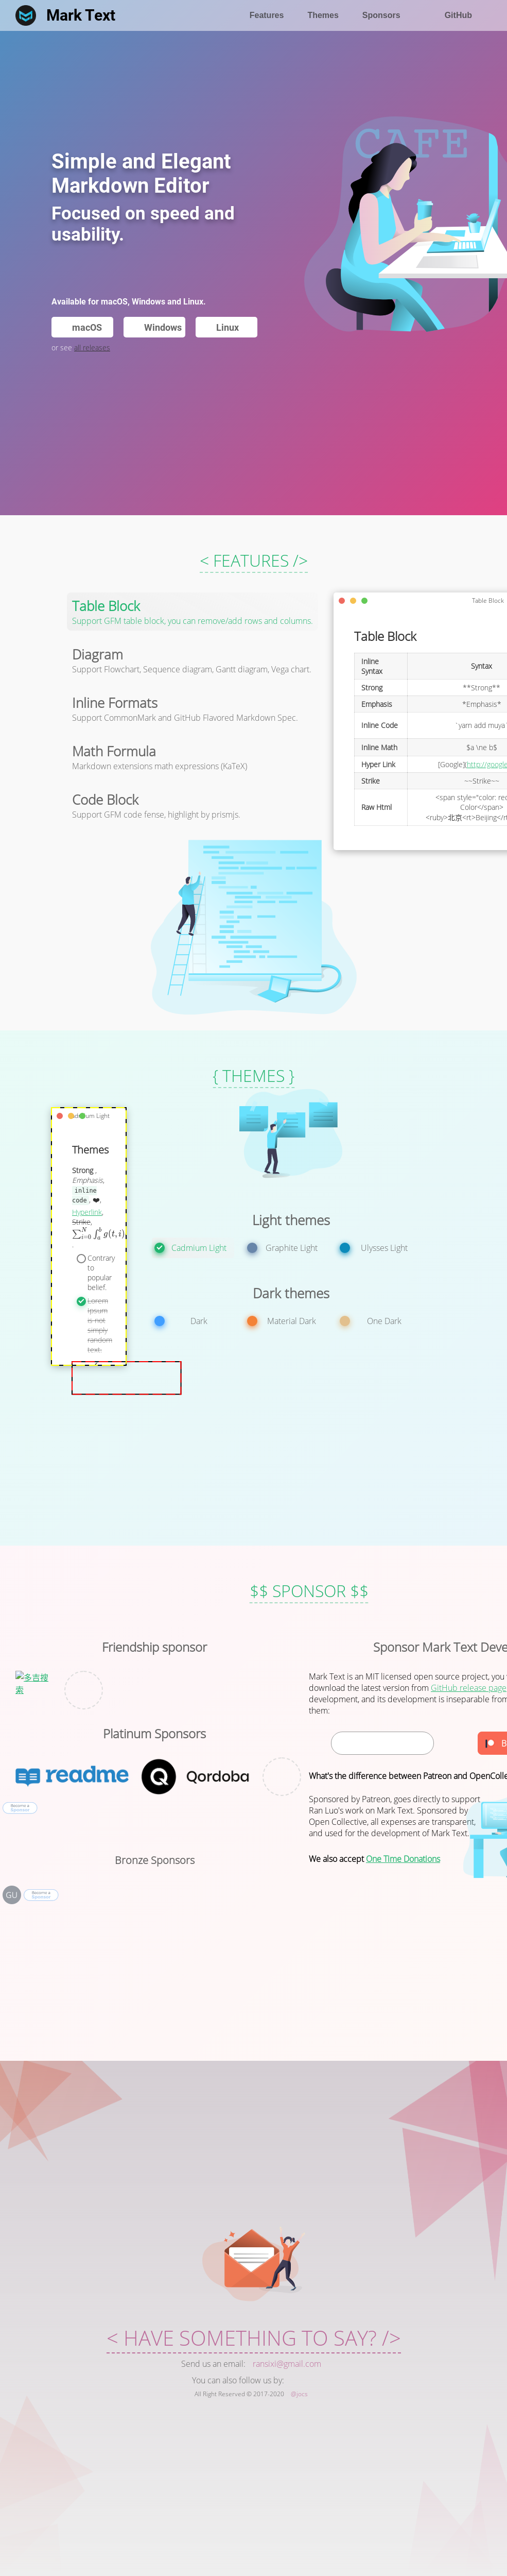 Mark Text
Features
Themes
Sponsors
GitHub
CAFE
Simple and Elegant
Markdown Editor
Focused on speed and
usability.
Available for macOS, Windows and Linux.
macOS
Windows
Linux
or see all releases
< FEATURES />
Table Block
Support GFM table block, you can remove/add rows and columns.
Diagram
Support Flowchart, Sequence diagram, Gantt diagram, Vega chart.
Inline Formats
Support CommonMark and GitHub Flavored Markdown Spec.
Math Formula
Markdown extensions math expressions (KaTeX)
Code Block
Support GFM code fense, highlight by prismjs.
Table Block
Table Block
Inline Syntax
Syntax
Strong
**Strong**
Emphasis
*Emphasis*
Inline Code
`yam add muya`
Inline Math
$a \ne b$
Hyper Link
[Google](http://google
Strike
~~Strike~~
Raw Html
<span style="color: red
Color</span>
<ruby>北京<rt>Beijing</rt
{ THEMES }
Cadmium Light
Themes
Strong ,
Emphasis,
inline
code , ❤️,
Hyperlink,
Strike,
∑_{i=0}^{N} ∫_{a}^{b} g(t, i)
Contrary
to
popular
belief.
Lorem
Ipsum
is not
simply
random
text.
Light themes
Cadmium Light
Graphite Light
Ulysses Light
Dark themes
Dark
Material Dark
One Dark
$$ SPONSOR $$
Friendship sponsor
多吉搜
索
Platinum Sponsors
readme
Qordoba
Become a
Sponsor
Bronze Sponsors
GU
Become a
Sponsor
Sponsor Mark Text Deve
Mark Text is an MIT licensed open source project, you
download the latest version from GitHub release page
development, and its development is inseparable from
them:
B
What's the difference between Patreon and OpenColle
Sponsored by Patreon, goes directly to support
Ran Luo's work on Mark Text. Sponsored by
Open Collective, all expenses are transparent,
and used for the development of Mark Text.
We also accept One Time Donations
< HAVE SOMETHING TO SAY? />
Send us an email: ransixi@gmail.com
You can also follow us by:
All Right Reserved © 2017-2020 @jocs